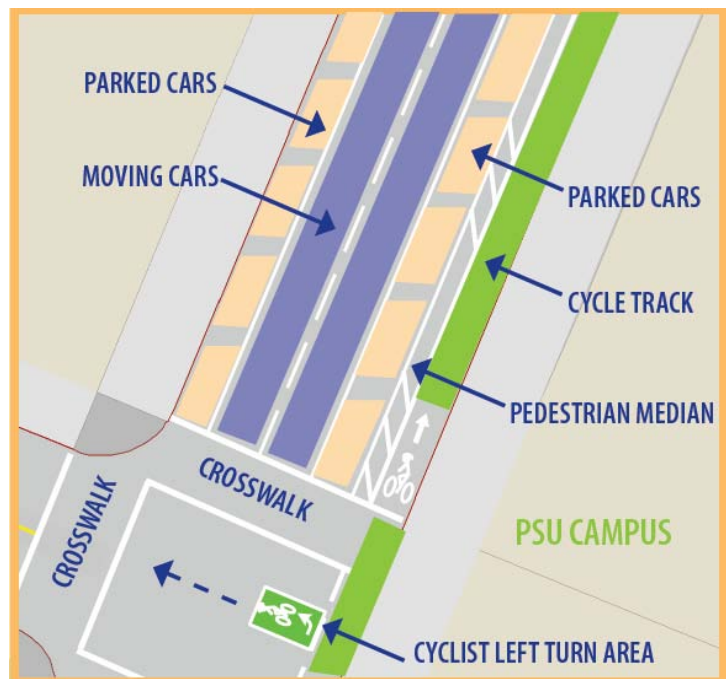 PARKED CARS
MOVING CARS
PARKED CARS
CYCLE TRACK
PEDESTRIAN MEDIAN
CROSSWALK
CROSSWALK
PSU CAMPUS
CYCLIST LEFT TURN AREA